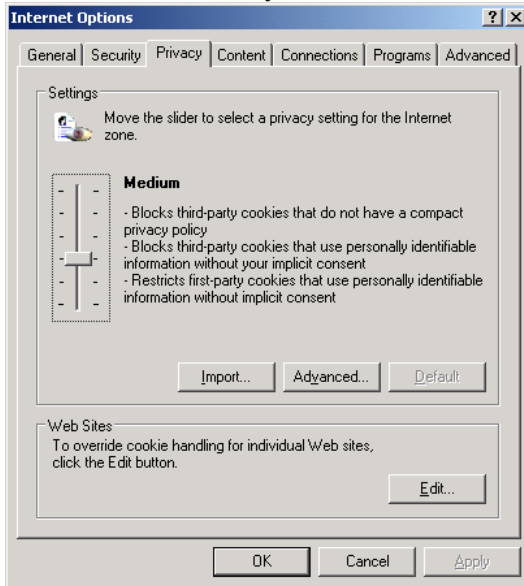 Internet Options
General Security Privacy Content Connections Programs Advanced
Settings
Move the slider to select a privacy setting for the Internet
zone.
Medium
- Blocks third-party cookies that do not have a compact
privacy policy
- Blocks third-party cookies that use personally identifiable
information without your implicit consent
- Restricts first-party cookies that use personally identifiable
information without implicit consent
Import... Advanced... Default
Web Sites
To override cookie handling for individual Web sites,
click the Edit button.
Edit...
OK Cancel Apply